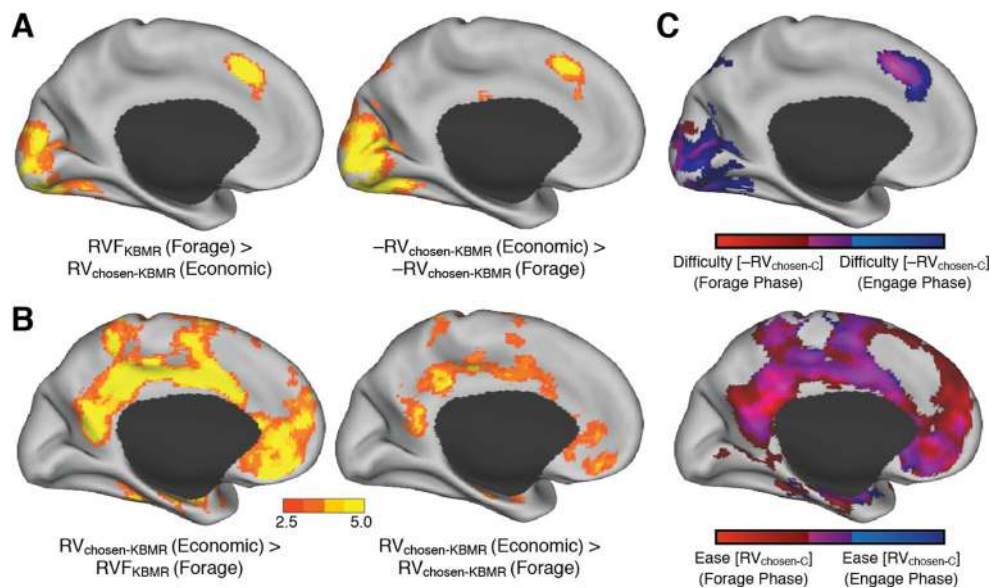 A
RVF_KBMR (Forage) >
RV_chosen-KBMR (Economic)
–RV_chosen-KBMR (Economic) >
–RV_chosen-KBMR (Forage)
C
Difficulty [–RV_chosen-C]
(Forage Phase)
Difficulty [–RV_chosen-C]
(Engage Phase)
B
2.5 5.0
RV_chosen-KBMR (Economic) >
RVF_KBMR (Forage)
RV_chosen-KBMR (Economic) >
RV_chosen-KBMR (Forage)
Ease [RV_chosen-C]
(Forage Phase)
Ease [RV_chosen-C]
(Engage Phase)